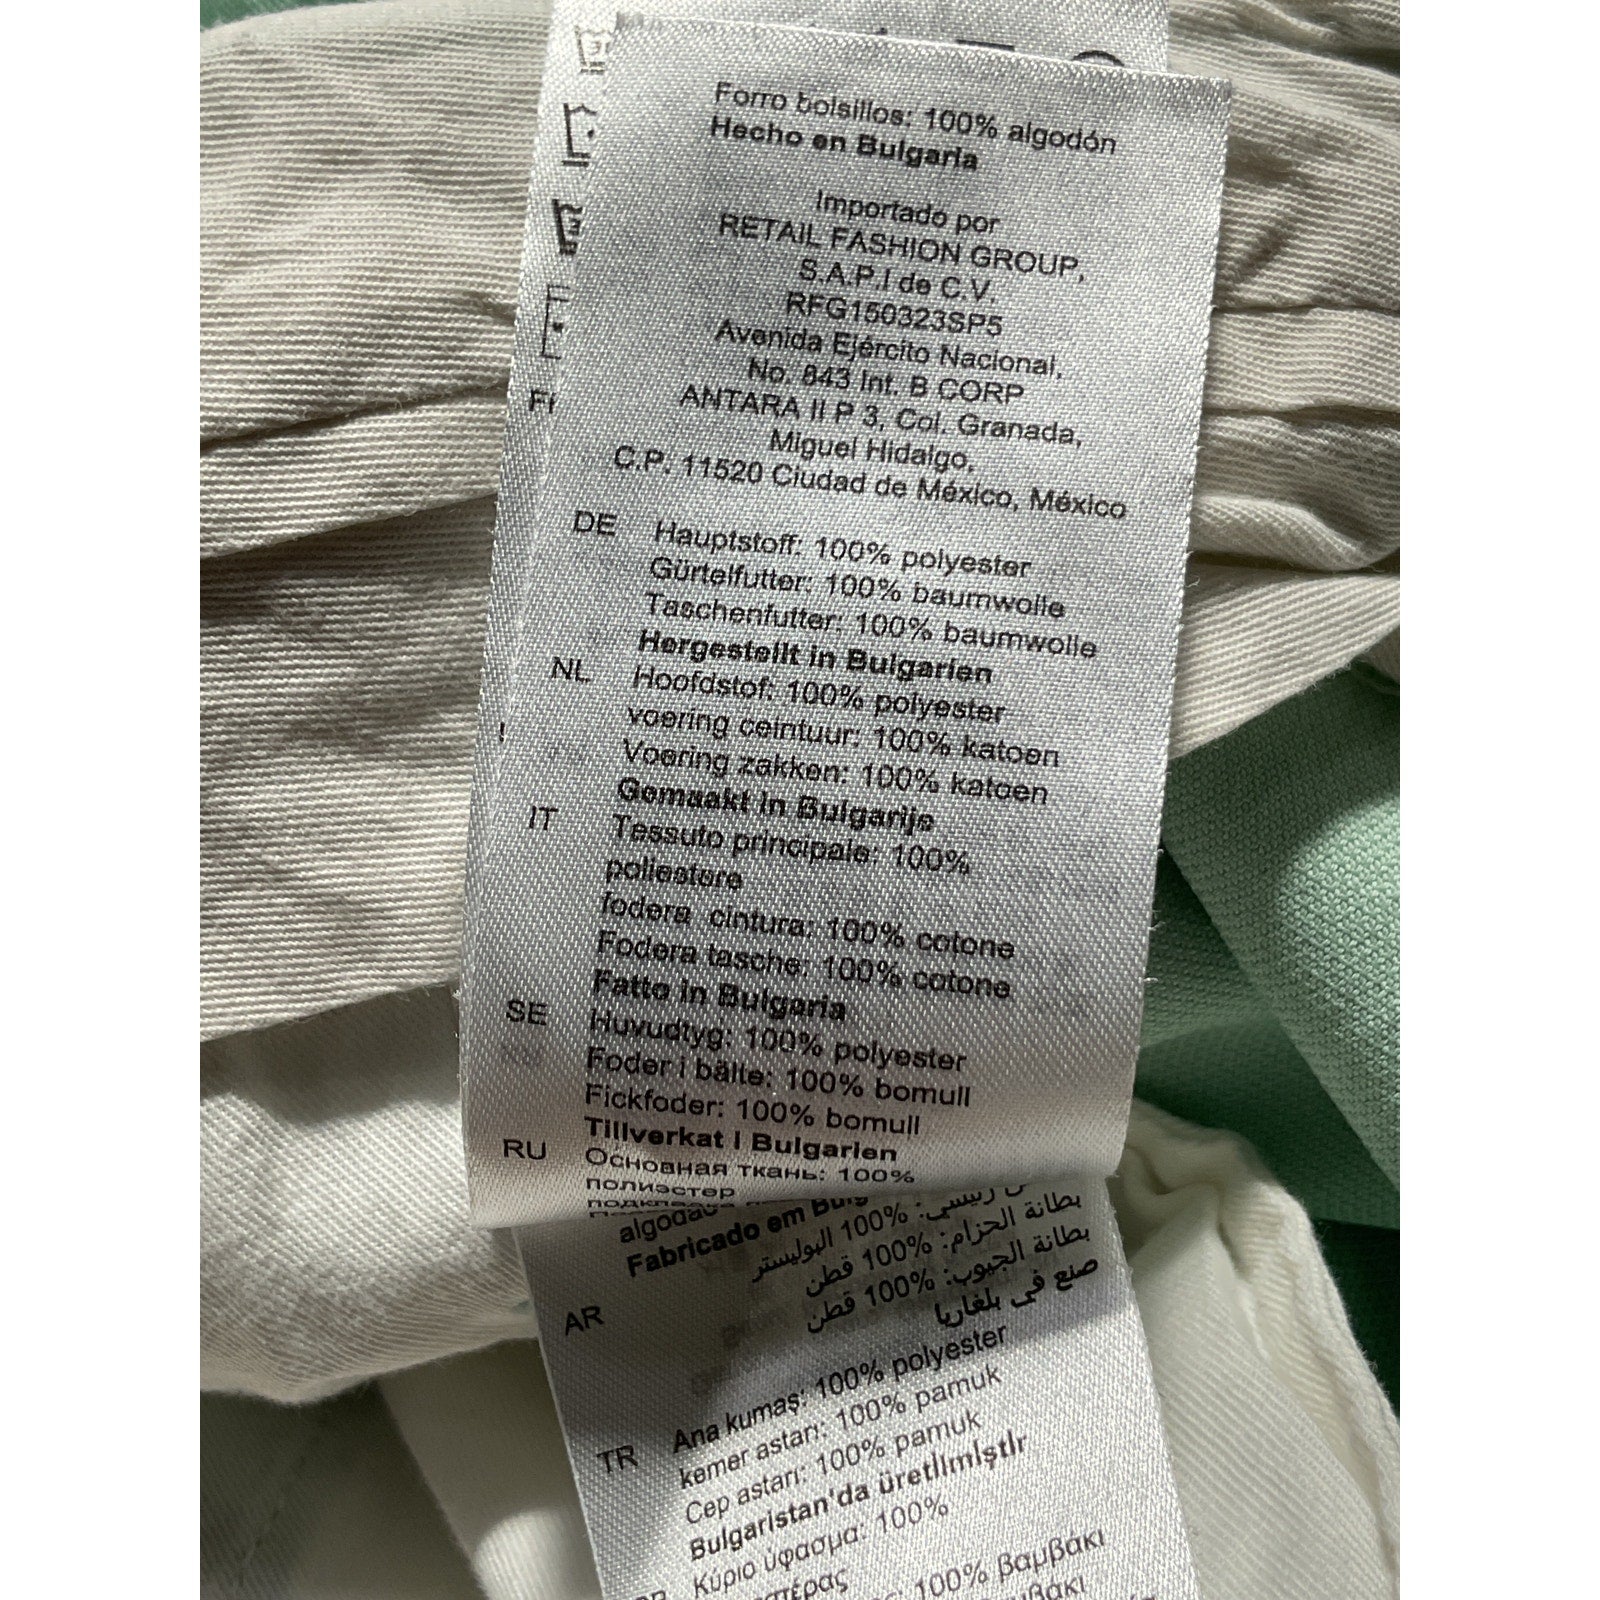 Forro bolsillos: 100% algodón
Hecho en Bulgaria
Importado por
RETAIL FASHION GROUP,
S.A.P.I de C.V.
RFG150323SP5
Avenida Ejército Nacional,
No. 843 Int. B CORP
ANTARA II P 3, Col. Granada,
Miguel Hidalgo,
C.P. 11520 Ciudad de México, México
DE Hauptstoff: 100% polyester
Gürtelfutter: 100% baumwolle
Taschenfutter: 100% baumwolle
Hergestellt in Bulgarien
NL Hoofdstof: 100% polyester
voering ceintuur: 100% katoen
Voering zakken: 100% katoen
Gemaakt in Bulgarije
IT Tessuto principale: 100%
poliestere
fodera cintura: 100% cotone
Fodera tasche: 100% cotone
Fatto in Bulgaria
SE Huvudtyg: 100% polyester
Foder i bälte: 100% bomull
Fickfoder: 100% bomull
Tillverkat i Bulgarien
RU Основная ткань: 100%
полиэстер
algodão
Fabricado em
100% البوليستر
بطانة الحزام: 100% قطن
بطانة الجيوب: 100% قطن
AR صنع في بلغاريا
TR Ana kumaş: 100% polyester
kemer astarı: 100% pamuk
Cep astarı: 100% pamuk
Bulgaristan'da üretilmiştir
Κύριο ύφασμα: 100%
100% βαμβάκι